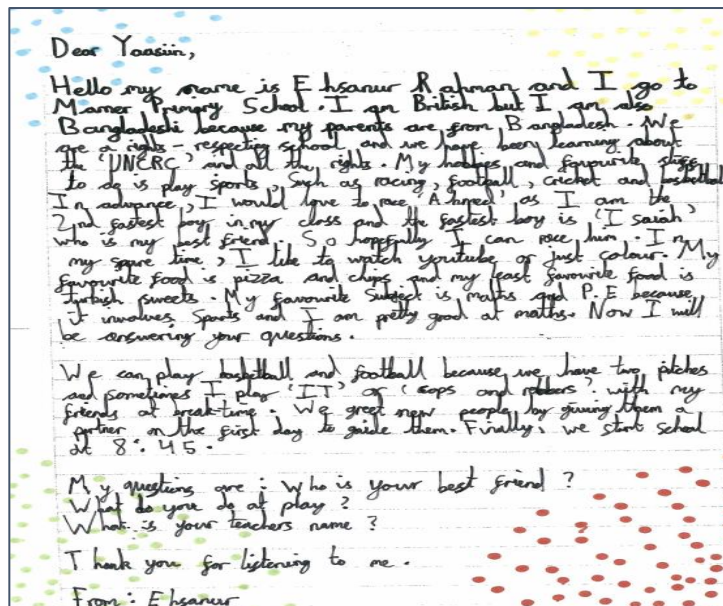 Dear Yaasiin,
Hello my name is Ehsanur Rahman and I go to
Marner Primary School. I am British but I am also
Bangladeshi because my parents are from Bangladesh. We
are a rights-respecting school and we have been learning about
the 'UNCRC' and all the rights. My hobbies and favourite
to do is play sports, such as racing, football, cricket and basketball
In advance, I would love to race 'Ahmed' as I am the
2nd fastest boy in my class and the fastest boy is 'Isaiah'
who is my best friend. So hopefully I can race him. In
my spare time, I like to watch youtube or just colour. My
favourite food is pizza and chips and my least favourite food is
turkish sweets. My favourite subject is maths and P.E because
it involves sports and I am pretty good at maths. Now I will
be answering your questions.
We can play basketball and football because we have two pitches
and sometimes I play 'IT' or 'cops and robbers' with my
friends at break-time. We greet new people by giving them a
partner on the first day to guide them. Finally, we start school
at 8:45.
My questions are: Who is your best friend?
What do you do at play?
What is your teachers name?
Thank you for listening to me.
From: Ehsanur